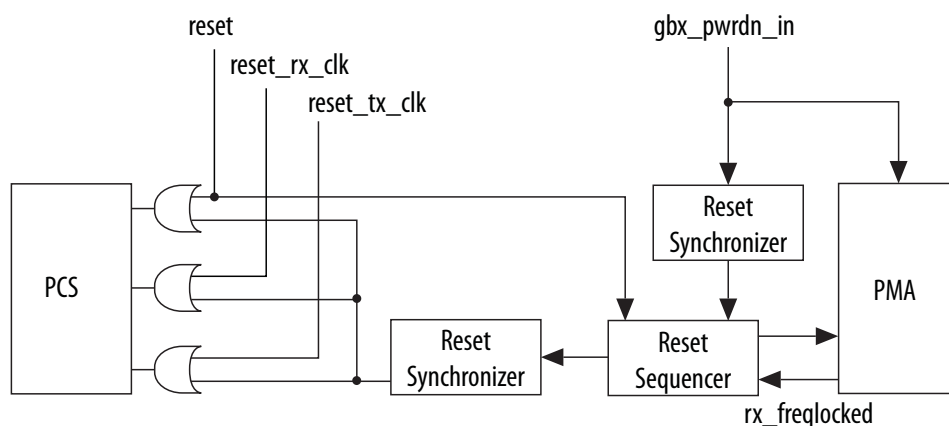 reset
gbx_pwrdn_in
reset_rx_clk
reset_tx_clk
Reset
Synchronizer
PCS
PMA
Reset
Synchronizer
Reset
Sequencer
rx_freqlocked